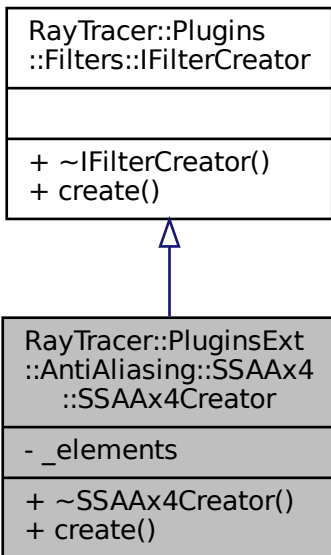 RayTracer::Plugins
::Filters::IFilterCreator
+ ~IFilterCreator()
+ create()
RayTracer::PluginsExt
::AntiAliasing::SSAAx4
::SSAAx4Creator
- _elements
+ ~SSAAx4Creator()
+ create()